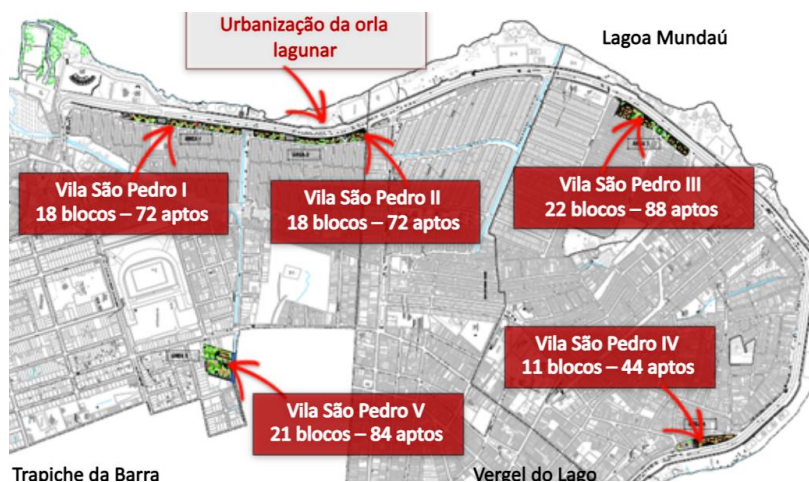 Urbanização da orla
lagunar
Lagoa Mundaú
Vila São Pedro I
18 blocos – 72 aptos
Vila São Pedro II
18 blocos – 72 aptos
Vila São Pedro III
22 blocos – 88 aptos
Vila São Pedro IV
11 blocos – 44 aptos
Vila São Pedro V
21 blocos – 84 aptos
Trapiche da Barra
Vergel do Lago